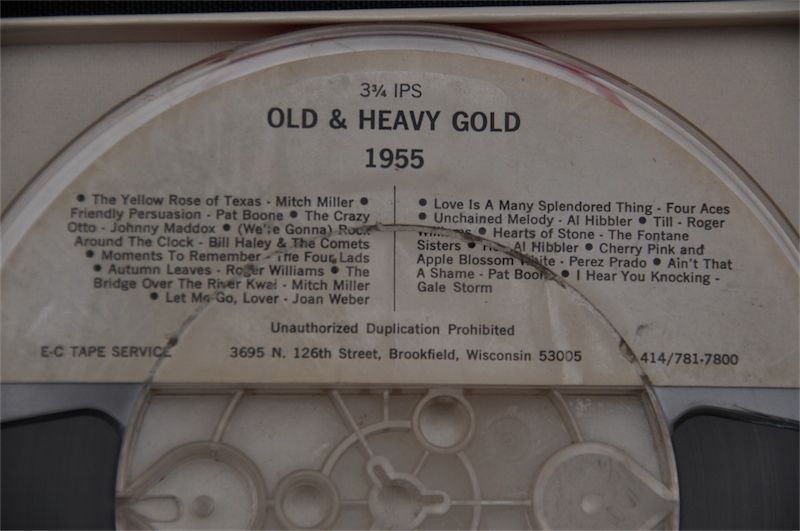 3¾ IPS
OLD & HEAVY GOLD
1955
• The Yellow Rose of Texas - Mitch Miller •
Friendly Persuasion - Pat Boone • The Crazy
Otto - Johnny Maddox • (We're Gonna) Rock
Around The Clock - Bill Haley & The Comets
• Moments To Remember - The Four Lads
• Autumn Leaves - Roger Williams • The
Bridge Over The River Kwai - Mitch Miller
• Let Me Go, Lover - Joan Weber
• Love Is A Many Splendored Thing - Four Aces
• Unchained Melody - Al Hibbler • Till - Roger
Williams • Hearts of Stone - The Fontane
Sisters • Al Hibbler • Cherry Pink and
Apple Blossom White - Perez Prado • Ain't That
A Shame - Pat Boone • I Hear You Knocking -
Gale Storm
Unauthorized Duplication Prohibited
E-C TAPE SERVICE 3695 N. 126th Street, Brookfield, Wisconsin 53005 414/781-7800